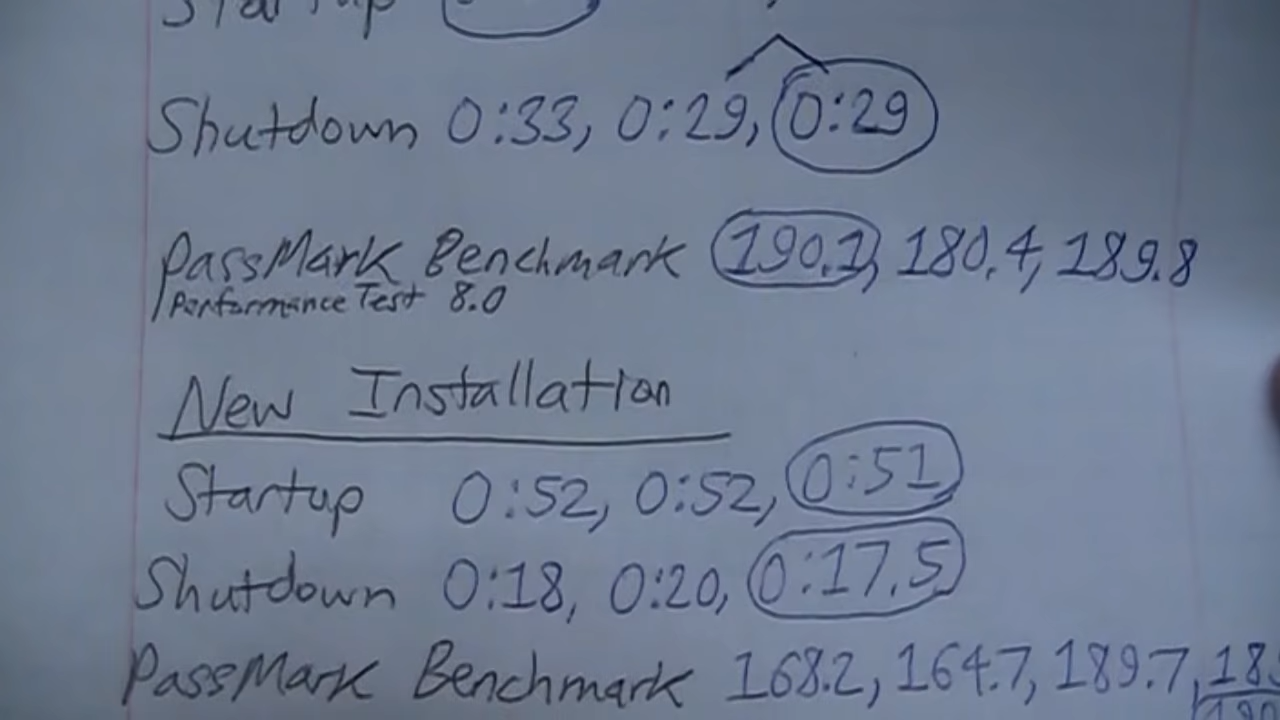 Startup
Shutdown 0:33, 0:29, 0:29
PassMark Benchmark 190.1, 180.4, 189.8
Performance Test 8.0
New Installation
Startup 0:52, 0:52, 0:51
Shutdown 0:18, 0:20, 0:17.5
PassMark Benchmark 168.2, 164.7, 189.7,